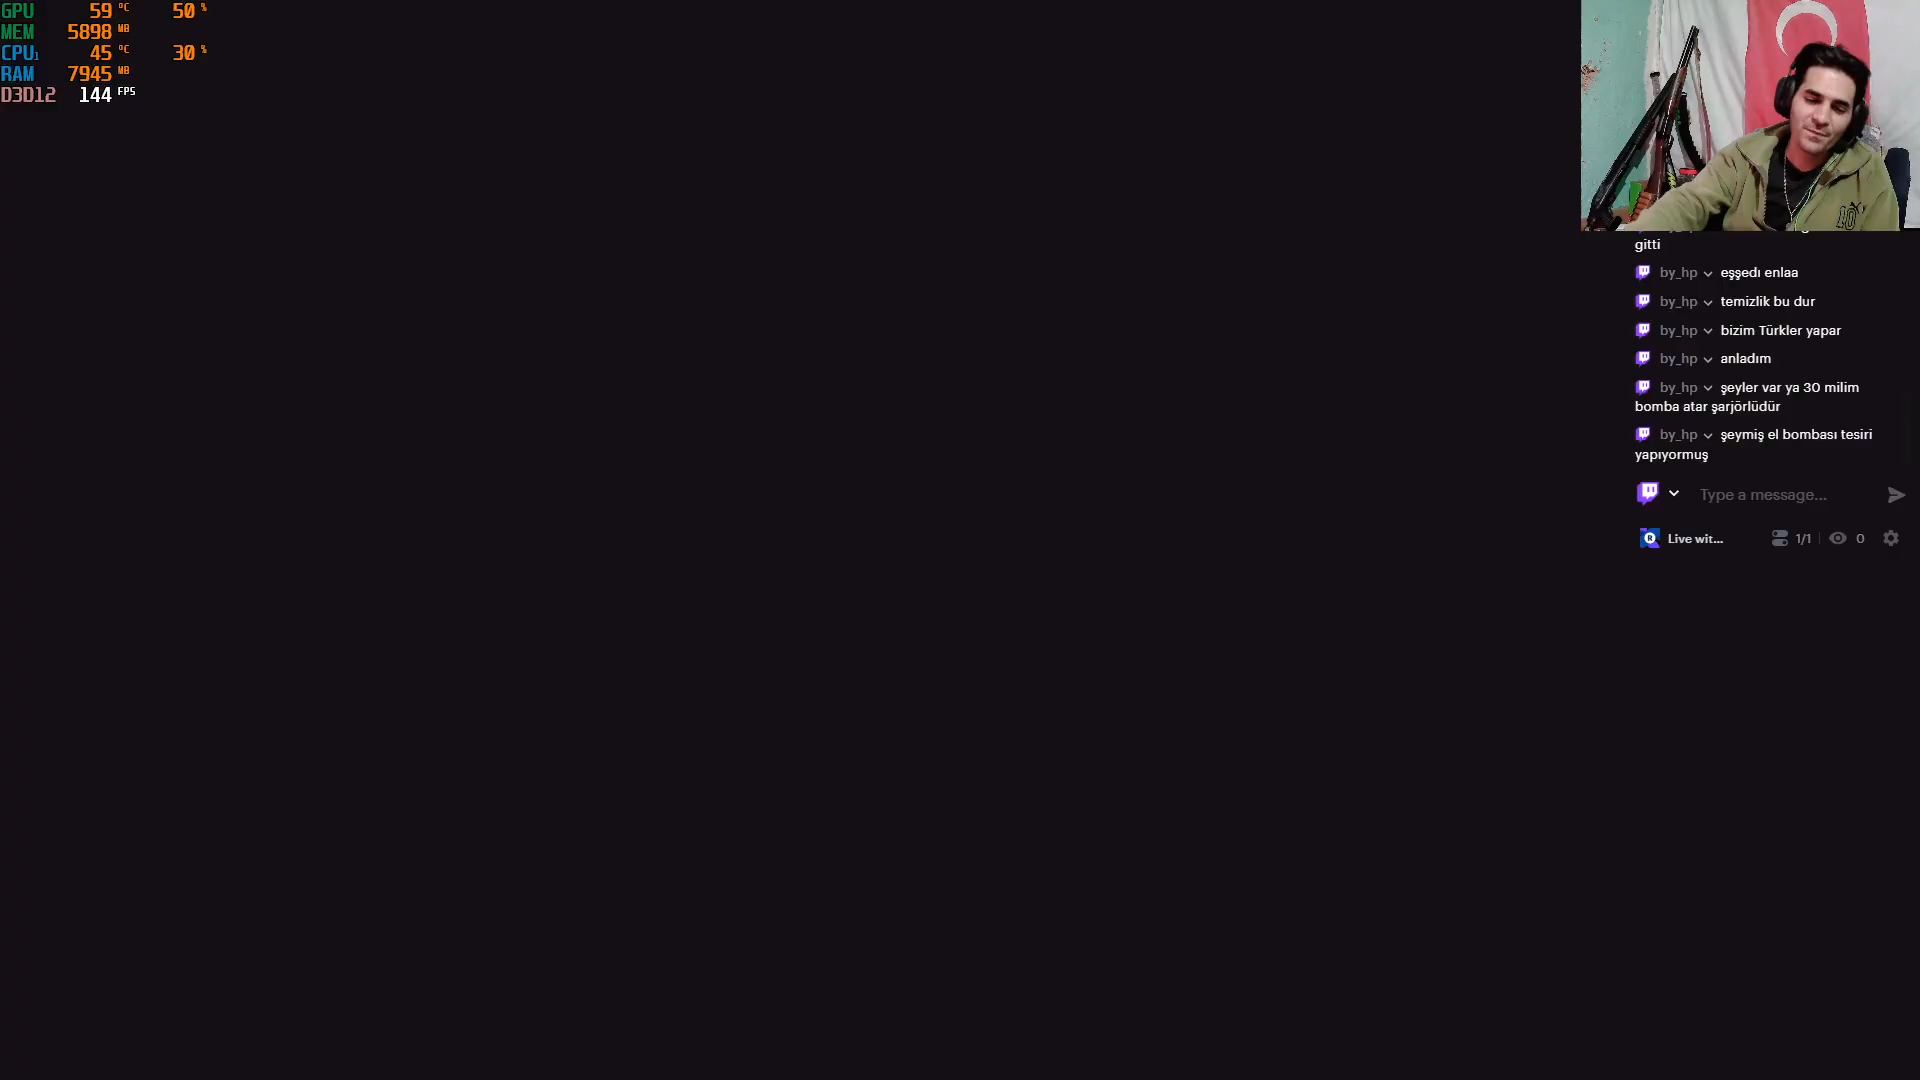 GPU 59 °C 50 %
MEM 5898 MB
CPU1 45 °C 30 %
RAM 7945 MB
D3D12 144 FPS
gitti
by_hp eşşedı enlaa
by_hp temizlik bu dur
by_hp bizim Türkler yapar
by_hp anladım
by_hp şeyler var ya 30 milim
bomba atar şarjörlüdür
by_hp şeymiş el bombası tesiri
yapıyormuş
Type a message...
Live wit... 1/1 0